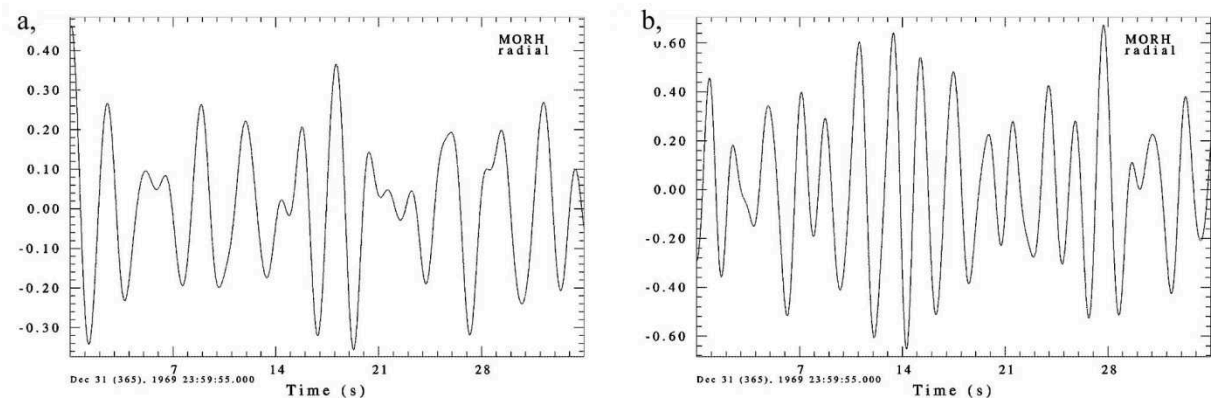 a,
MORH
radial
0.40
0.30
0.20
0.10
0.00
-0.10
-0.20
-0.30
7 14 21 28
Dec 31 (365), 1969 23:59:55.000
Time (s)
b,
MORH
radial
0.60
0.40
0.20
0.00
-0.20
-0.40
-0.60
7 14 21 28
Dec 31 (365), 1969 23:59:55.000
Time (s)